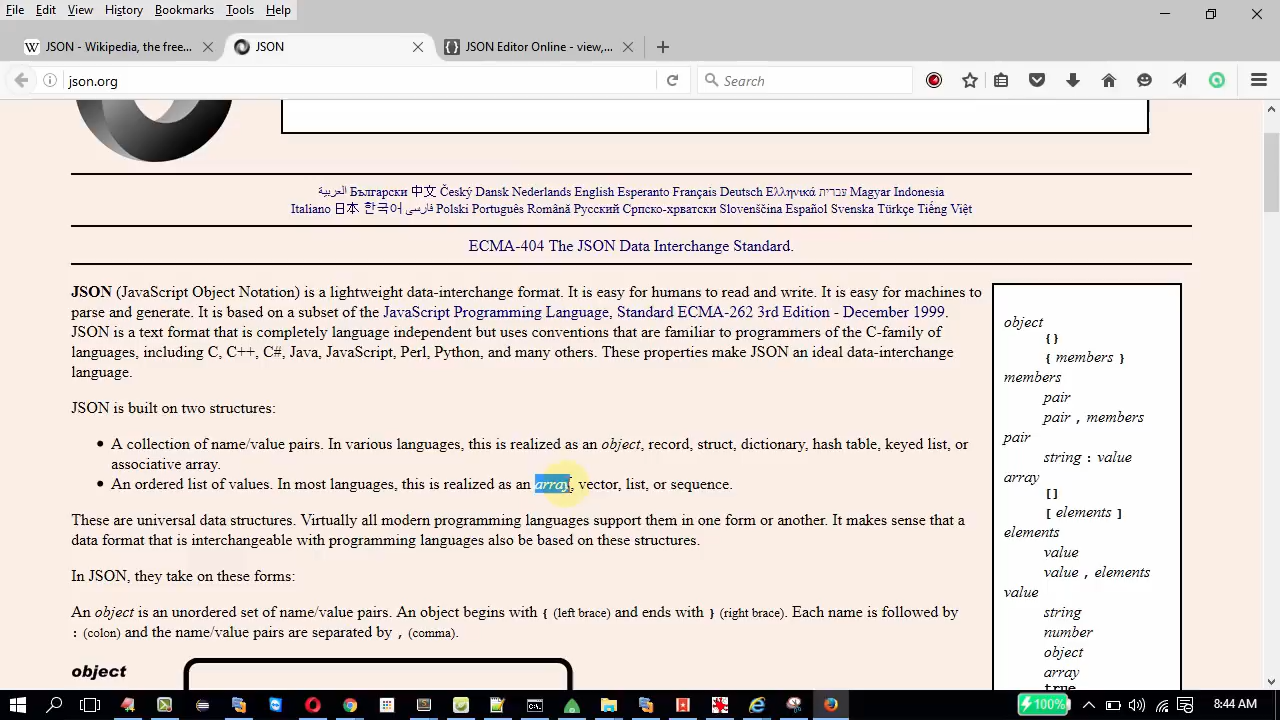 File Edit View History Bookmarks Tools Help
JSON - Wikipedia, the free...
JSON
JSON Editor Online - view,...
json.org
Search
العربية Български 中文 Český Dansk Nederlands English Esperanto Français Deutsch Ελληνικά עברית Magyar Indonesia
Italiano 日本 한국어 فارسی Polski Português Română Русский Српско-хрватски Slovenščina Español Svenska Türkçe Tiếng Việt
ECMA-404 The JSON Data Interchange Standard.
JSON (JavaScript Object Notation) is a lightweight data-interchange format. It is easy for humans to read and write. It is easy for machines to
parse and generate. It is based on a subset of the JavaScript Programming Language, Standard ECMA-262 3rd Edition - December 1999.
JSON is a text format that is completely language independent but uses conventions that are familiar to programmers of the C-family of
languages, including C, C++, C#, Java, JavaScript, Perl, Python, and many others. These properties make JSON an ideal data-interchange
language.
JSON is built on two structures:
• A collection of name/value pairs. In various languages, this is realized as an object, record, struct, dictionary, hash table, keyed list, or
associative array.
• An ordered list of values. In most languages, this is realized as an array, vector, list, or sequence.
These are universal data structures. Virtually all modern programming languages support them in one form or another. It makes sense that a
data format that is interchangeable with programming languages also be based on these structures.
In JSON, they take on these forms:
An object is an unordered set of name/value pairs. An object begins with { (left brace) and ends with } (right brace). Each name is followed by
: (colon) and the name/value pairs are separated by , (comma).
object
object
{}
{ members }
members
pair
pair , members
pair
string : value
array
[]
[ elements ]
elements
value
value , elements
value
string
number
object
array
true
100%
8:44 AM